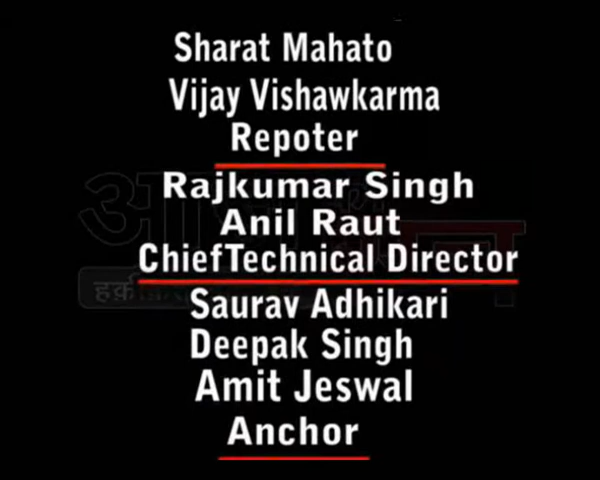 Sharat Mahato
Vijay Vishawkarma
Repoter
Rajkumar Singh
Anil Raut
ChiefTechnical Director
Saurav Adhikari
Deepak Singh
Amit Jeswal
Anchor